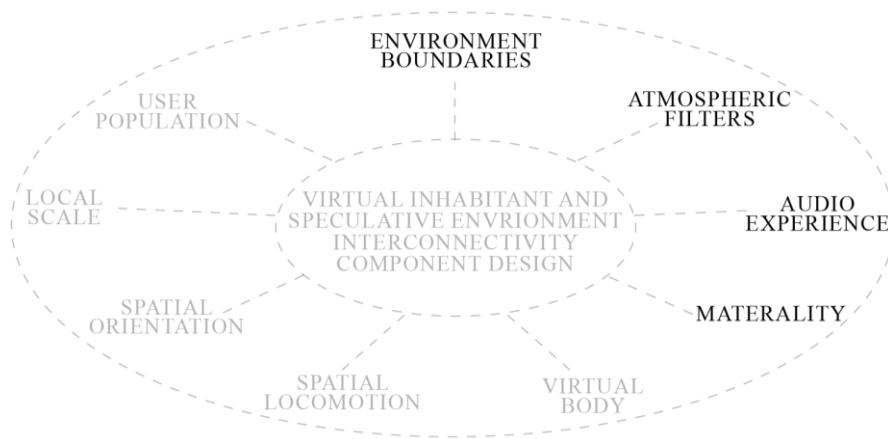 ENVIRONMENT
BOUNDARIES
ATMOSPHERIC
FILTERS
USER
POPULATION
LOCAL
SCALE
VIRTUAL INHABITANT AND
SPECULATIVE ENVRIONMENT
INTERCONNECTIVITY
COMPONENT DESIGN
AUDIO
EXPERIENCE
SPATIAL
ORIENTATION
MATERALITY
SPATIAL
LOCOMOTION
VIRTUAL
BODY